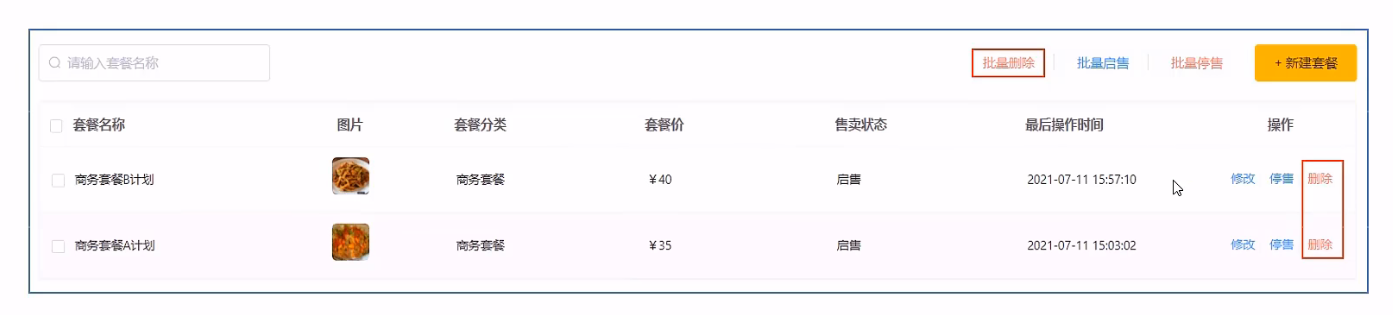 请输入套餐名称 批量删除 批量启售 批量停售 + 新建套餐
套餐名称 图片 套餐分类 套餐价 售卖状态 最后操作时间 操作
商务套餐B计划 商务套餐 ¥40 启售 2021-07-11 15:57:10 修改 停售 删除
商务套餐A计划 商务套餐 ¥35 启售 2021-07-11 15:03:02 修改 停售 删除